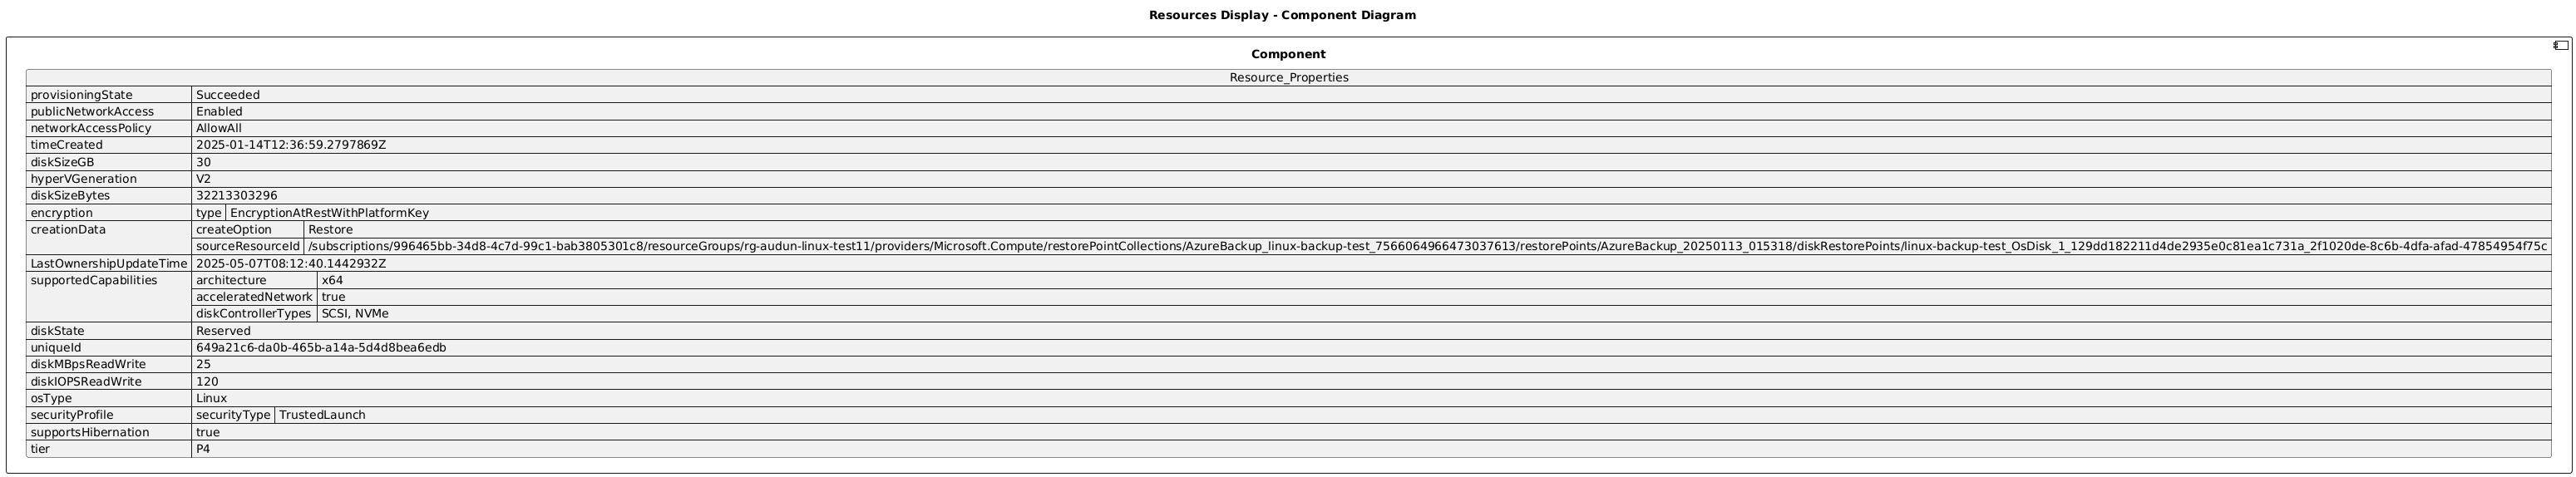 Resources Display - Component Diagram
Component
Resource_Properties
provisioningState Succeeded
publicNetworkAccess Enabled
networkAccessPolicy AllowAll
timeCreated 2025-01-14T12:36:59.2797869Z
diskSizeGB 30
hyperVGeneration V2
diskSizeBytes 32213303296
encryption type EncryptionAtRestWithPlatformKey
creationData createOption Restore
sourceResourceId /subscriptions/996465bb-34d8-4c7d-99c1-bab3805301c8/resourceGroups/rg-audun-linux-test11/providers/Microsoft.Compute/restorePointCollections/AzureBackup_linux-backup-test_7566064966473037613/restorePoints/AzureBackup_20250113_015318/diskRestorePoints/linux-backup-test_OsDisk_1_129dd182211d4de2935e0c81ea1c731a_2f1020de-8c6b-4dfa-afad-47854954f75c
LastOwnershipUpdateTime 2025-05-07T08:12:40.1442932Z
supportedCapabilities architecture x64
acceleratedNetwork true
diskControllerTypes SCSI, NVMe
diskState Reserved
uniqueId 649a21c6-da0b-465b-a14a-5d4d8bea6edb
diskMBpsReadWrite 25
diskIOPSReadWrite 120
osType Linux
securityProfile securityType TrustedLaunch
supportsHibernation true
tier P4